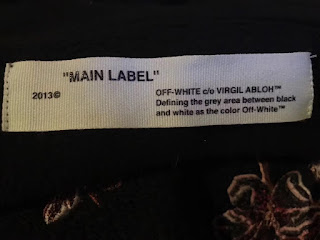 "MAIN LABEL"
2013©
OFF-WHITE c/o VIRGIL ABLOH™
Defining the grey area between black
and white as the color Off-White™